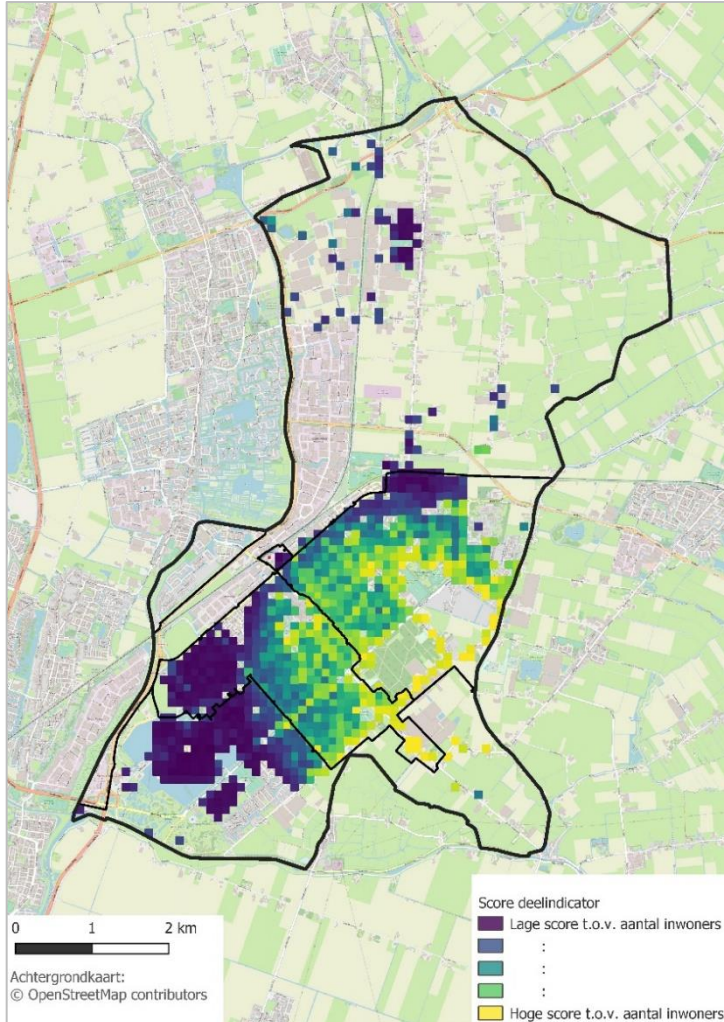 0 1 2 km
Achtergrondkaart:
© OpenStreetMap contributors
Score deelindicator
Lage score t.o.v. aantal inwoners
:
:
:
Hoge score t.o.v. aantal inwoners